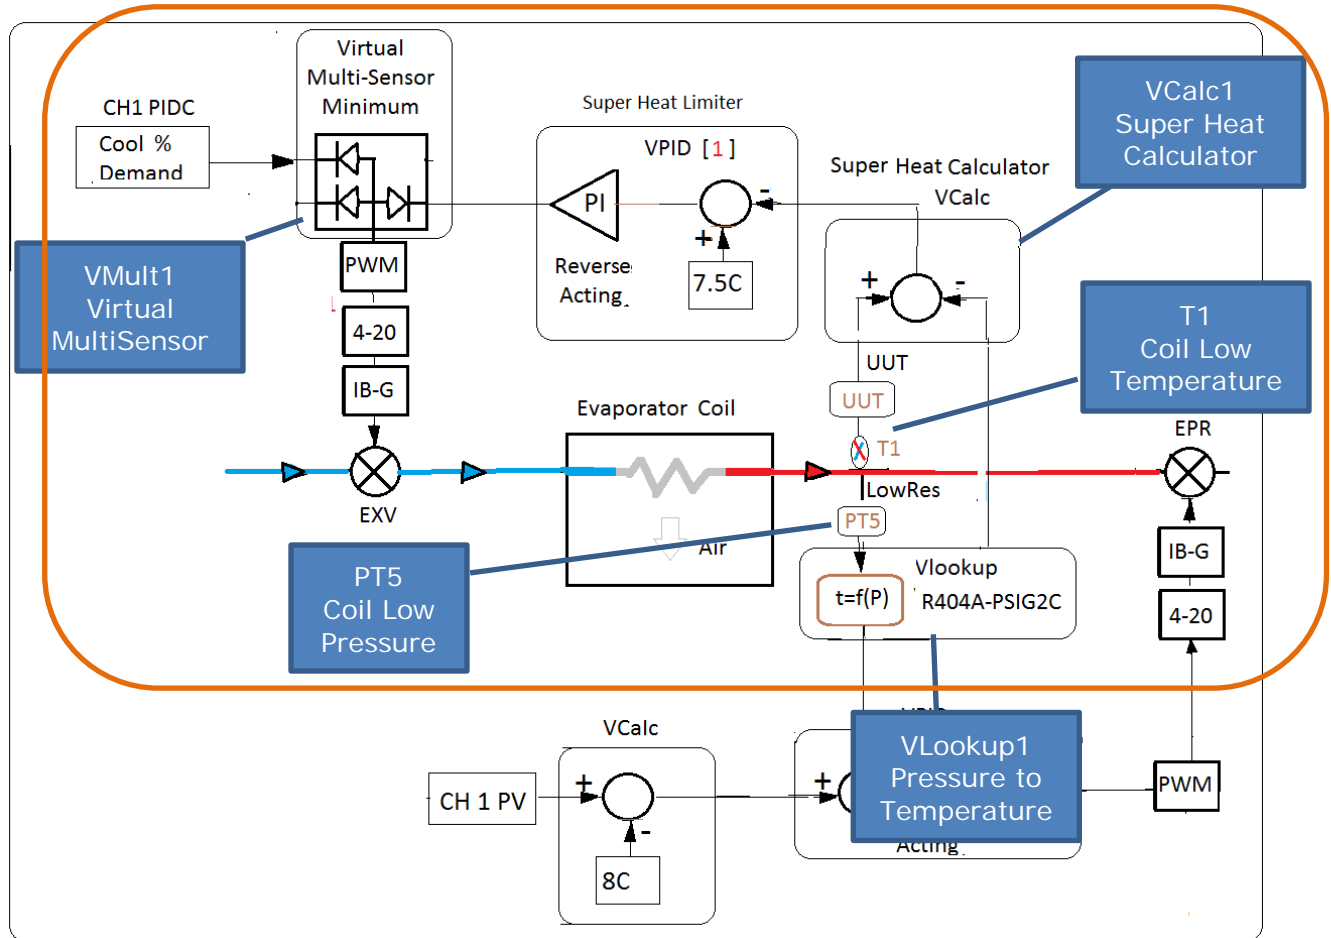 Virtual
Multi-Sensor
Minimum
CH1 PIDC
Cool %
Demand
Super Heat Limiter
VPID [1]
PI
+
-
Reverse
Acting
7.5C
Super Heat Calculator
VCalc
+
-
VCalc1
Super Heat
Calculator
VMult1
Virtual
MultiSensor
PWM
4-20
IB-G
EXV
Evaporator Coil
Air
UUT
UUT
T1
LowRes
PT5
T1
Coil Low
Temperature
EPR
IB-G
4-20
PWM
PT5
Coil Low
Pressure
Vlookup
t=f(P)
R404A-PSIG2C
VLookup1
Pressure to
Temperature
VCalc
CH 1 PV
+
-
8C
+
Acting